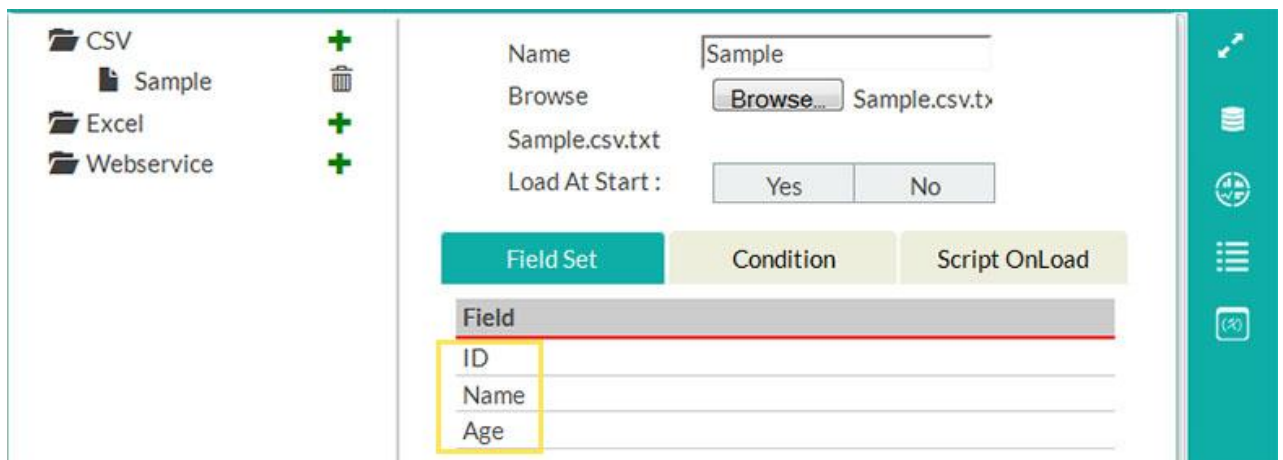 CSV
Sample
Excel
Webservice
Name Sample
Browse Browse... Sample.csv.tx
Sample.csv.txt
Load At Start : Yes No
Field Set Condition Script OnLoad
Field
ID
Name
Age